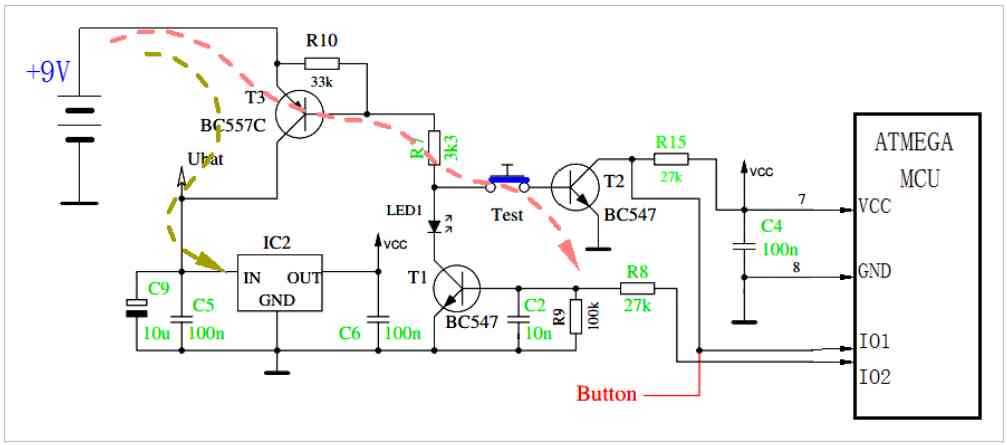 R10
+9V
33k
T3
BC557C
R7
3k3
R15
ATMEGA
MCU
Ubat
27k
VCC
T2
7
VCC
LED1
Test
BC547
C4
100n
IC2
VCC
8
GND
IN
OUT
T1
R8
C9
C5
GND
C2
27k
10u
100n
C6
100n
BC547
10n
R9
100k
IO1
IO2
Button